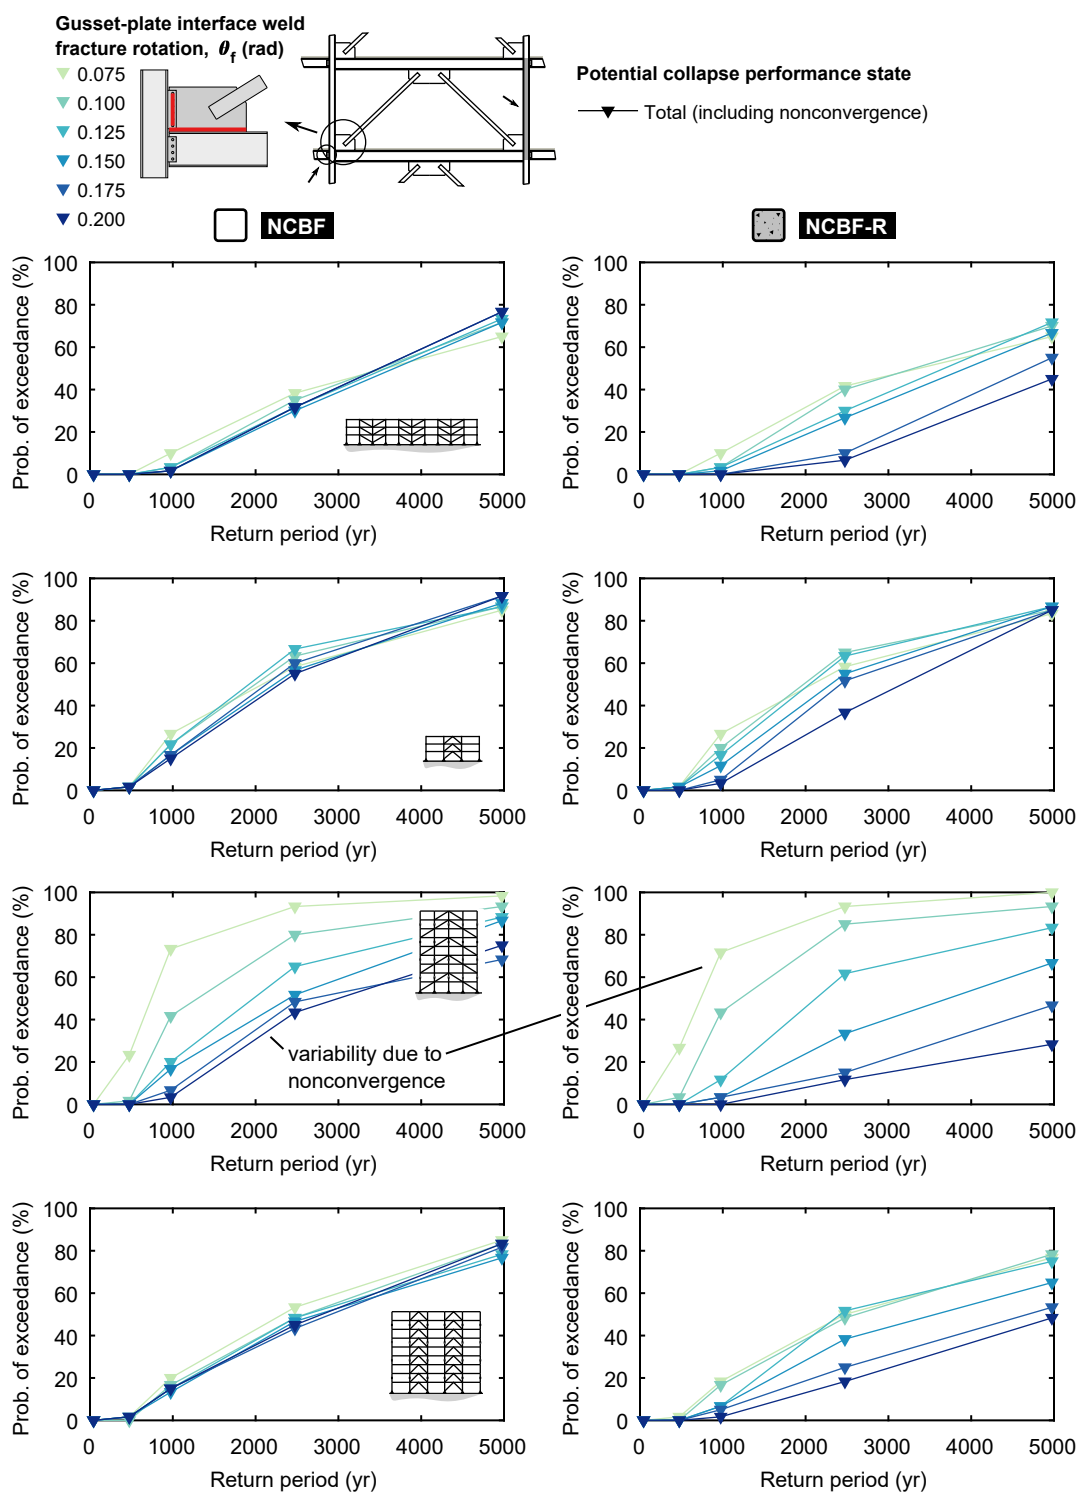 Gusset-plate interface weld
fracture rotation, θf (rad)
0.075
0.100
0.125
0.150
0.175
0.200
Potential collapse performance state
Total (including nonconvergence)
NCBF
NCBF-R
Prob. of exceedance (%)
100
80
60
40
20
0
0 1000 2000 3000 4000 5000
Return period (yr)
Prob. of exceedance (%)
100
80
60
40
20
0
0 1000 2000 3000 4000 5000
Return period (yr)
Prob. of exceedance (%)
100
80
60
40
20
0
0 1000 2000 3000 4000 5000
Return period (yr)
Prob. of exceedance (%)
100
80
60
40
20
0
0 1000 2000 3000 4000 5000
Return period (yr)
Prob. of exceedance (%)
100
80
60
40
20
0
variability due to
nonconvergence
0 1000 2000 3000 4000 5000
Return period (yr)
Prob. of exceedance (%)
100
80
60
40
20
0
0 1000 2000 3000 4000 5000
Return period (yr)
Prob. of exceedance (%)
100
80
60
40
20
0
0 1000 2000 3000 4000 5000
Return period (yr)
Prob. of exceedance (%)
100
80
60
40
20
0
0 1000 2000 3000 4000 5000
Return period (yr)